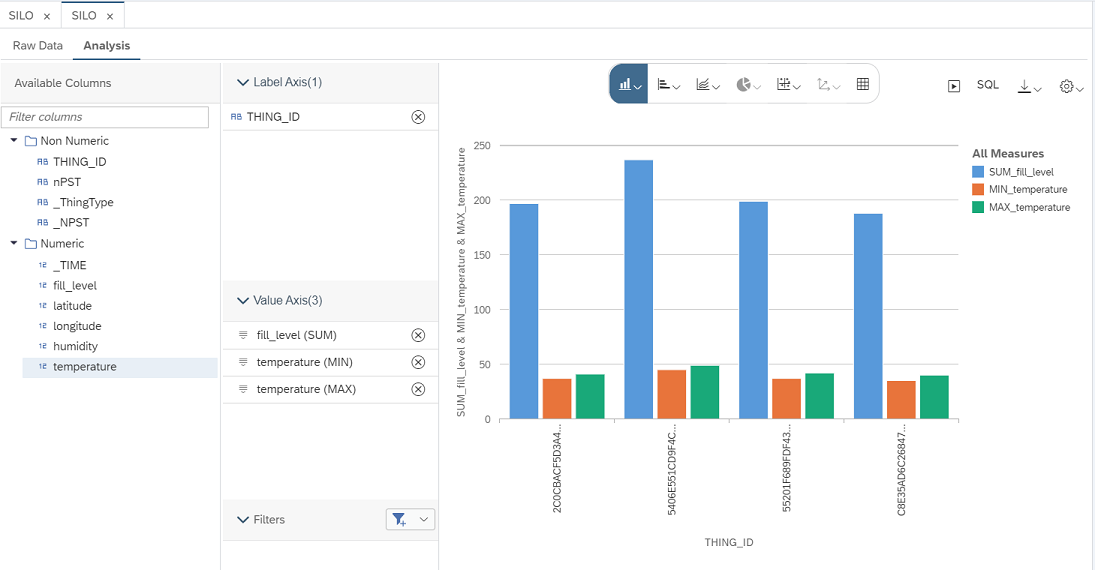 SILO
SILO
Raw Data
Analysis
Available Columns
Filter columns
Non Numeric
AB THING_ID
AB nPST
AB _ThingType
AB _NPST
Numeric
12 _TIME
12 fill_level
12 latitude
12 longitude
12 humidity
12 temperature
Label Axis(1)
AB THING_ID
Value Axis(3)
fill_level (SUM)
temperature (MIN)
temperature (MAX)
Filters
SQL
SUM_fill_level & MIN_temperature & MAX_temperature
250
200
150
100
50
0
2C0CBACF5D3A4...
5406E551CD9F4C...
55201F689FDF43...
C8E35AD6C26847...
THING_ID
All Measures
SUM_fill_level
MIN_temperature
MAX_temperature